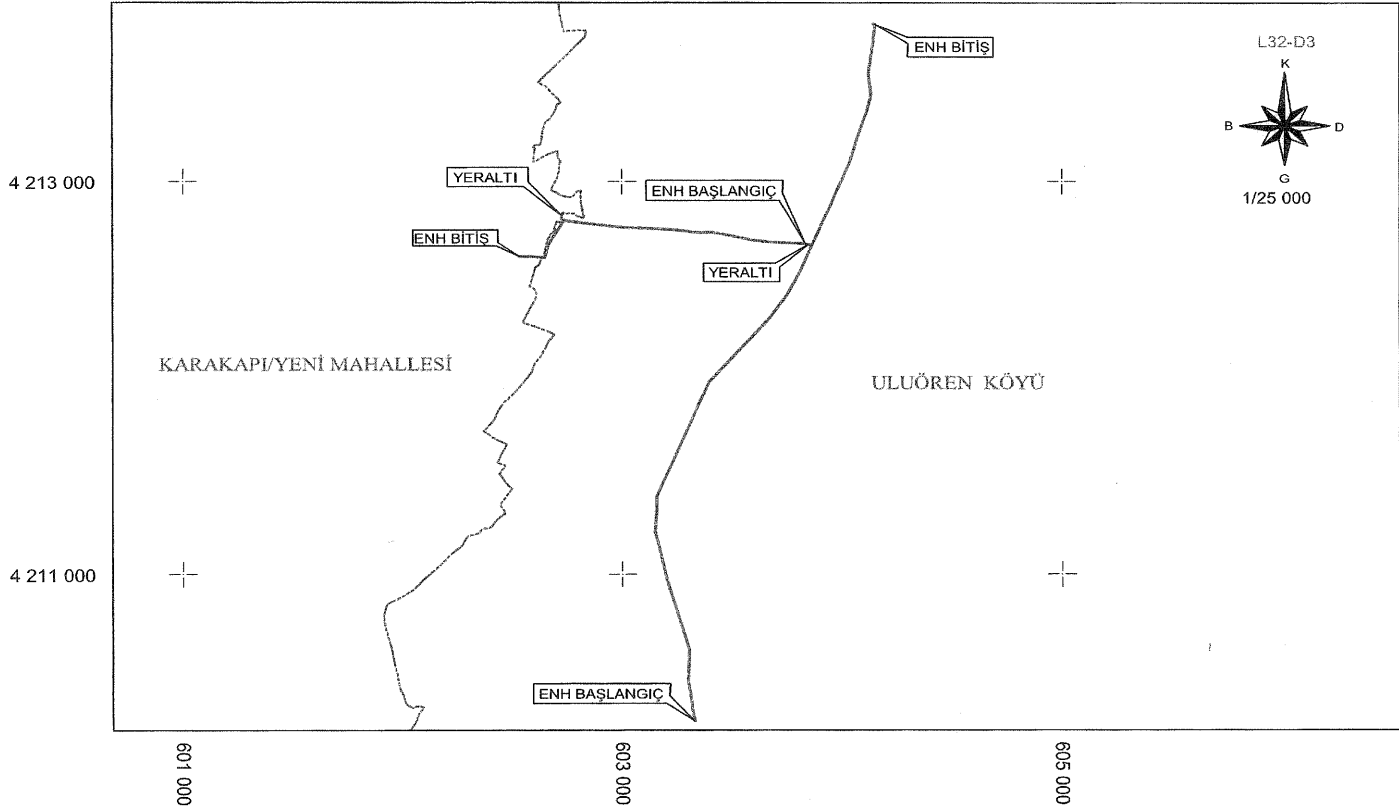 ENH BİTİŞ
L32-D3
K
B
D
G
1/25 000
4 213 000
YERALTI
ENH BAŞLANGIÇ
ENH BİTİŞ
YERALTI
KARAKAPI/YENİ MAHALLESİ
ULUÖREN KÖYÜ
4 211 000
ENH BAŞLANGIÇ
601 000
603 000
605 000